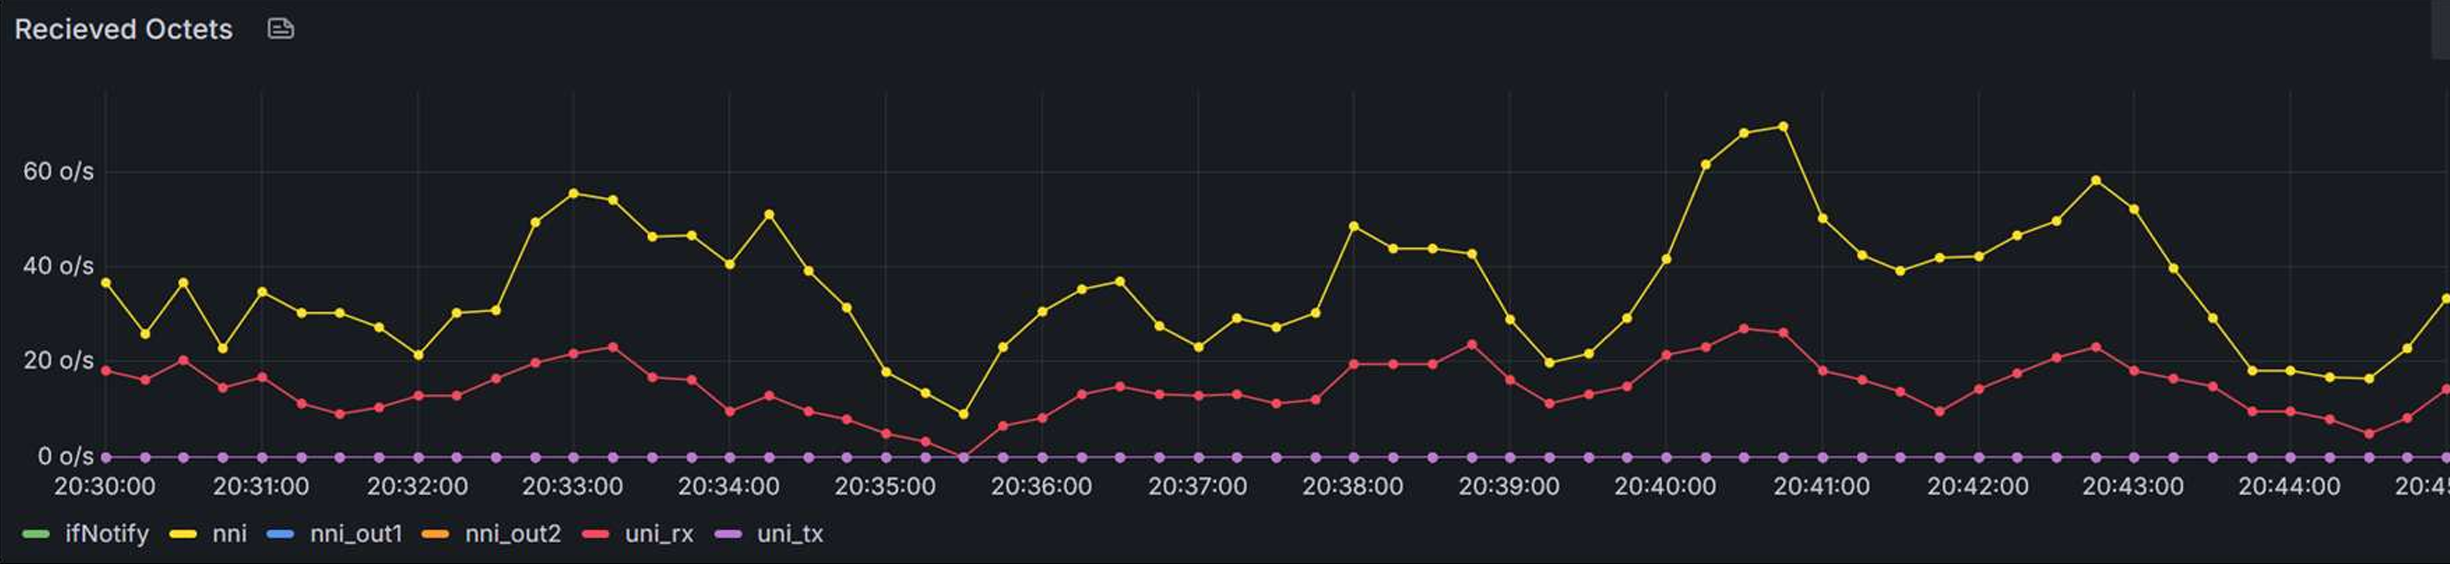 Recieved Octets
60 o/s
40 o/s
20 o/s
0 o/s
20:30:00 20:31:00 20:32:00 20:33:00 20:34:00 20:35:00 20:36:00 20:37:00 20:38:00 20:39:00 20:40:00 20:41:00 20:42:00 20:43:00 20:44:00 20:45
ifNotify nni nni_out1 nni_out2 uni_rx uni_tx